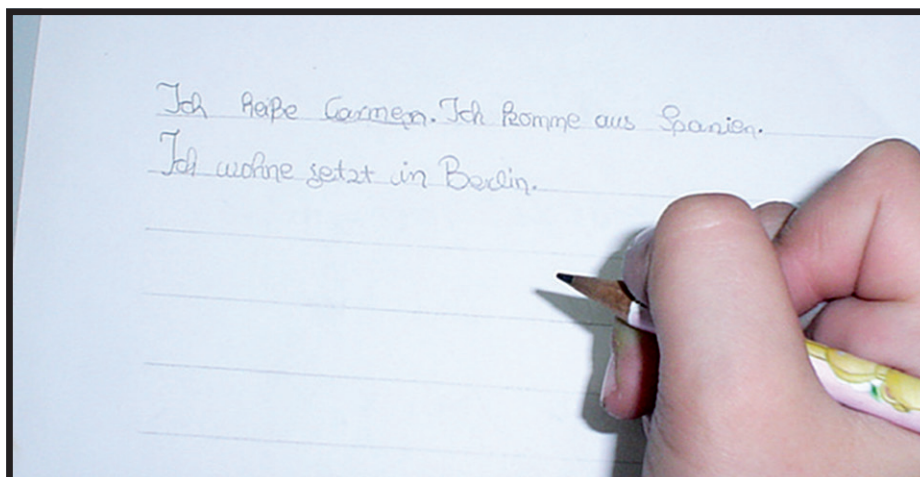 Ich heiße Carmen. Ich komme aus Spanien.
Ich wohne jetzt in Berlin.